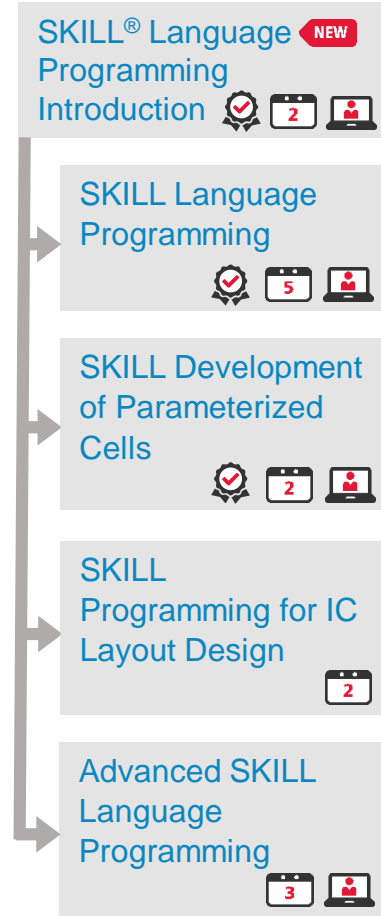 SKILL® Language NEW
Programming
Introduction 2
SKILL Language
Programming
5
SKILL Development
of Parameterized
Cells
2
SKILL
Programming for IC
Layout Design
2
Advanced SKILL
Language
Programming
3